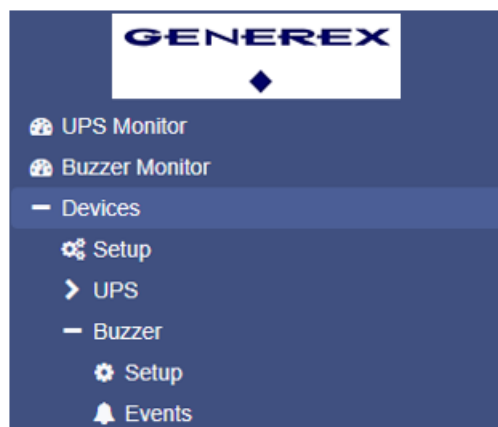 GENEREX
UPS Monitor
Buzzer Monitor
Devices
Setup
UPS
Buzzer
Setup
Events